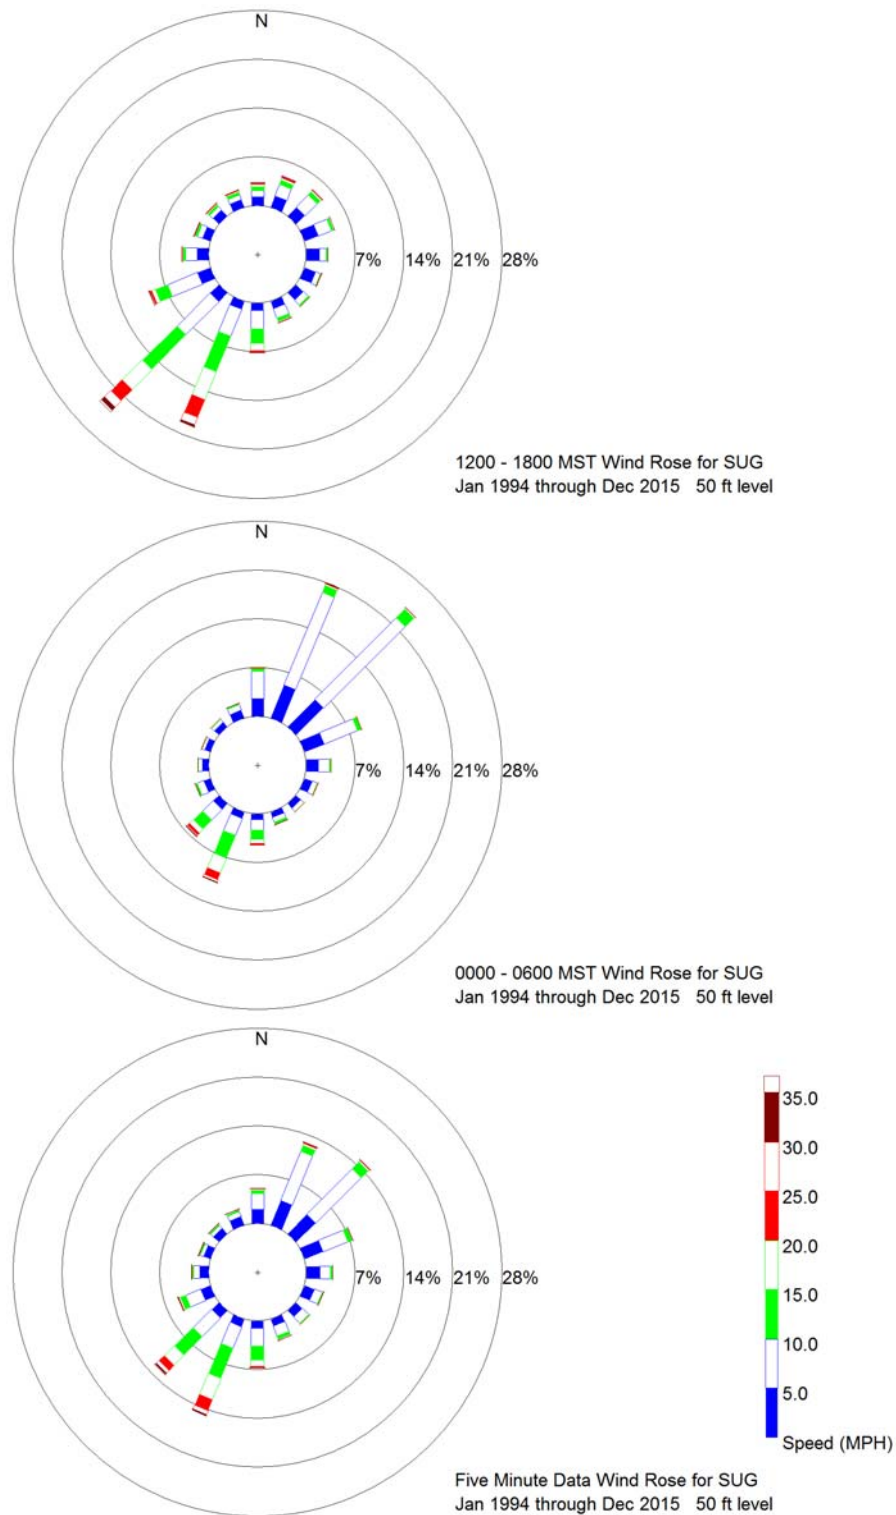 N
7% 14% 21% 28%
1200 - 1800 MST Wind Rose for SUG
Jan 1994 through Dec 2015 50 ft level
N
7% 14% 21% 28%
0000 - 0600 MST Wind Rose for SUG
Jan 1994 through Dec 2015 50 ft level
N
7% 14% 21% 28%
35.0
30.0
25.0
20.0
15.0
10.0
5.0
Speed (MPH)
Five Minute Data Wind Rose for SUG
Jan 1994 through Dec 2015 50 ft level